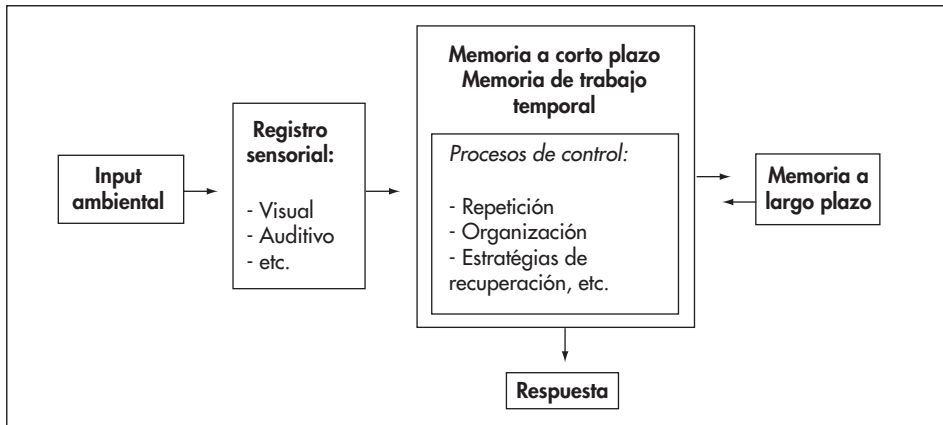 Input
ambiental
Registro
sensorial:
- Visual
- Auditivo
- etc.
Memoria a corto plazo
Memoria de trabajo
temporal
Procesos de control:
- Repetición
- Organización
- Estratégias de
recuperación, etc.
Memoria a
largo plazo
Respuesta